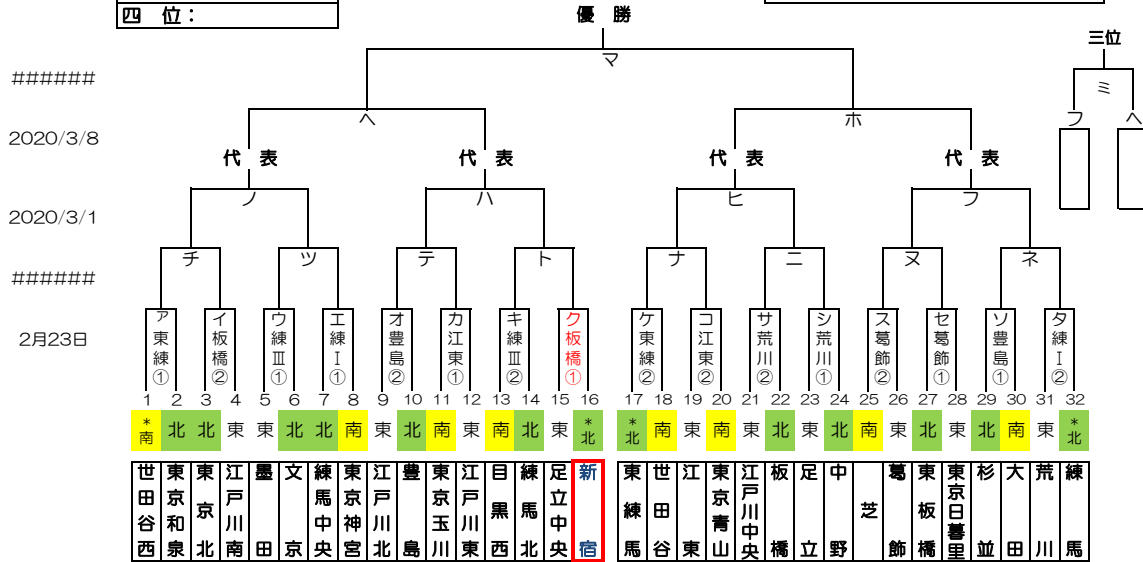 四 位：
優 勝
マ
三位
######
ミ
ヘ
ホ
フ
ヘ
2020/3/8
代 表
代 表
代 表
代 表
ノ
ハ
ヒ
フ
2020/3/1
チ
ツ
テ
ト
ナ
ニ
ヌ
ネ
######
2月23日
ア東練①
イ板橋②
ウ練Ⅲ①
エ練Ⅰ①
オ豊島②
カ江東①
キ練Ⅲ②
ク板橋①
ケ東練②
コ江東②
サ荒川②
シ荒川①
ス葛飾②
セ葛飾①
ソ豊島①
タ練Ⅰ②
1 2 3 4 5 6 7 8 9 10 11 12 13 14 15 16 17 18 19 20 21 22 23 24 25 26 27 28 29 30 31 32
*南 北 北 東 東 北 北 南 東 北 南 東 南 北 東 *北 *北 南 東 南 東 北 東 北 南 東 北 東 北 南 東 *北
世田谷西
東京和泉
東京北
江戸川南
墨田
文京
練馬中央
東京神宮
江戸川北
豊島
東京玉川
江戸川東
目黒西
練馬北
足立中央
新宿
東練馬
世田谷
江東
東京青山
江戸川中央
板橋
足立
中野
芝
葛飾
東板橋
東京日暮里
杉並
大田
荒川
練馬